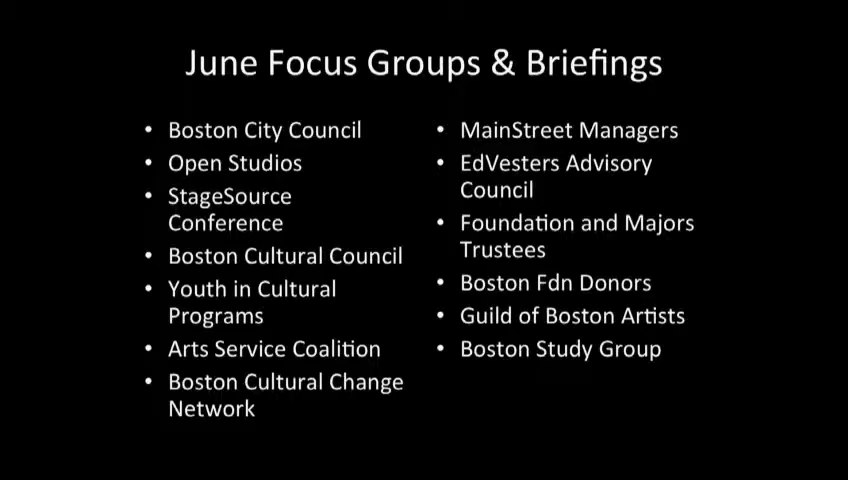 June Focus Groups & Briefings
• Boston City Council
• Open Studios
• StageSource
Conference
• Boston Cultural Council
• Youth in Cultural
Programs
• Arts Service Coalition
• Boston Cultural Change
Network
• MainStreet Managers
• EdVesters Advisory
Council
• Foundation and Majors
Trustees
• Boston Fdn Donors
• Guild of Boston Artists
• Boston Study Group